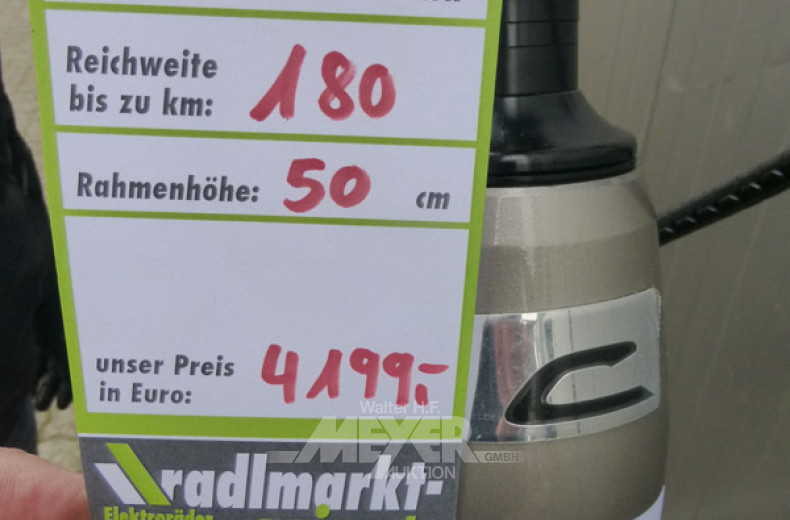 Reichweite
bis zu km: 180
Rahmenhöhe: 50 cm
unser Preis
in Euro: 4199,-
Walter H.F.
MEYER
AUKTION GMBH
radlmarkt-
Elektroräder
C